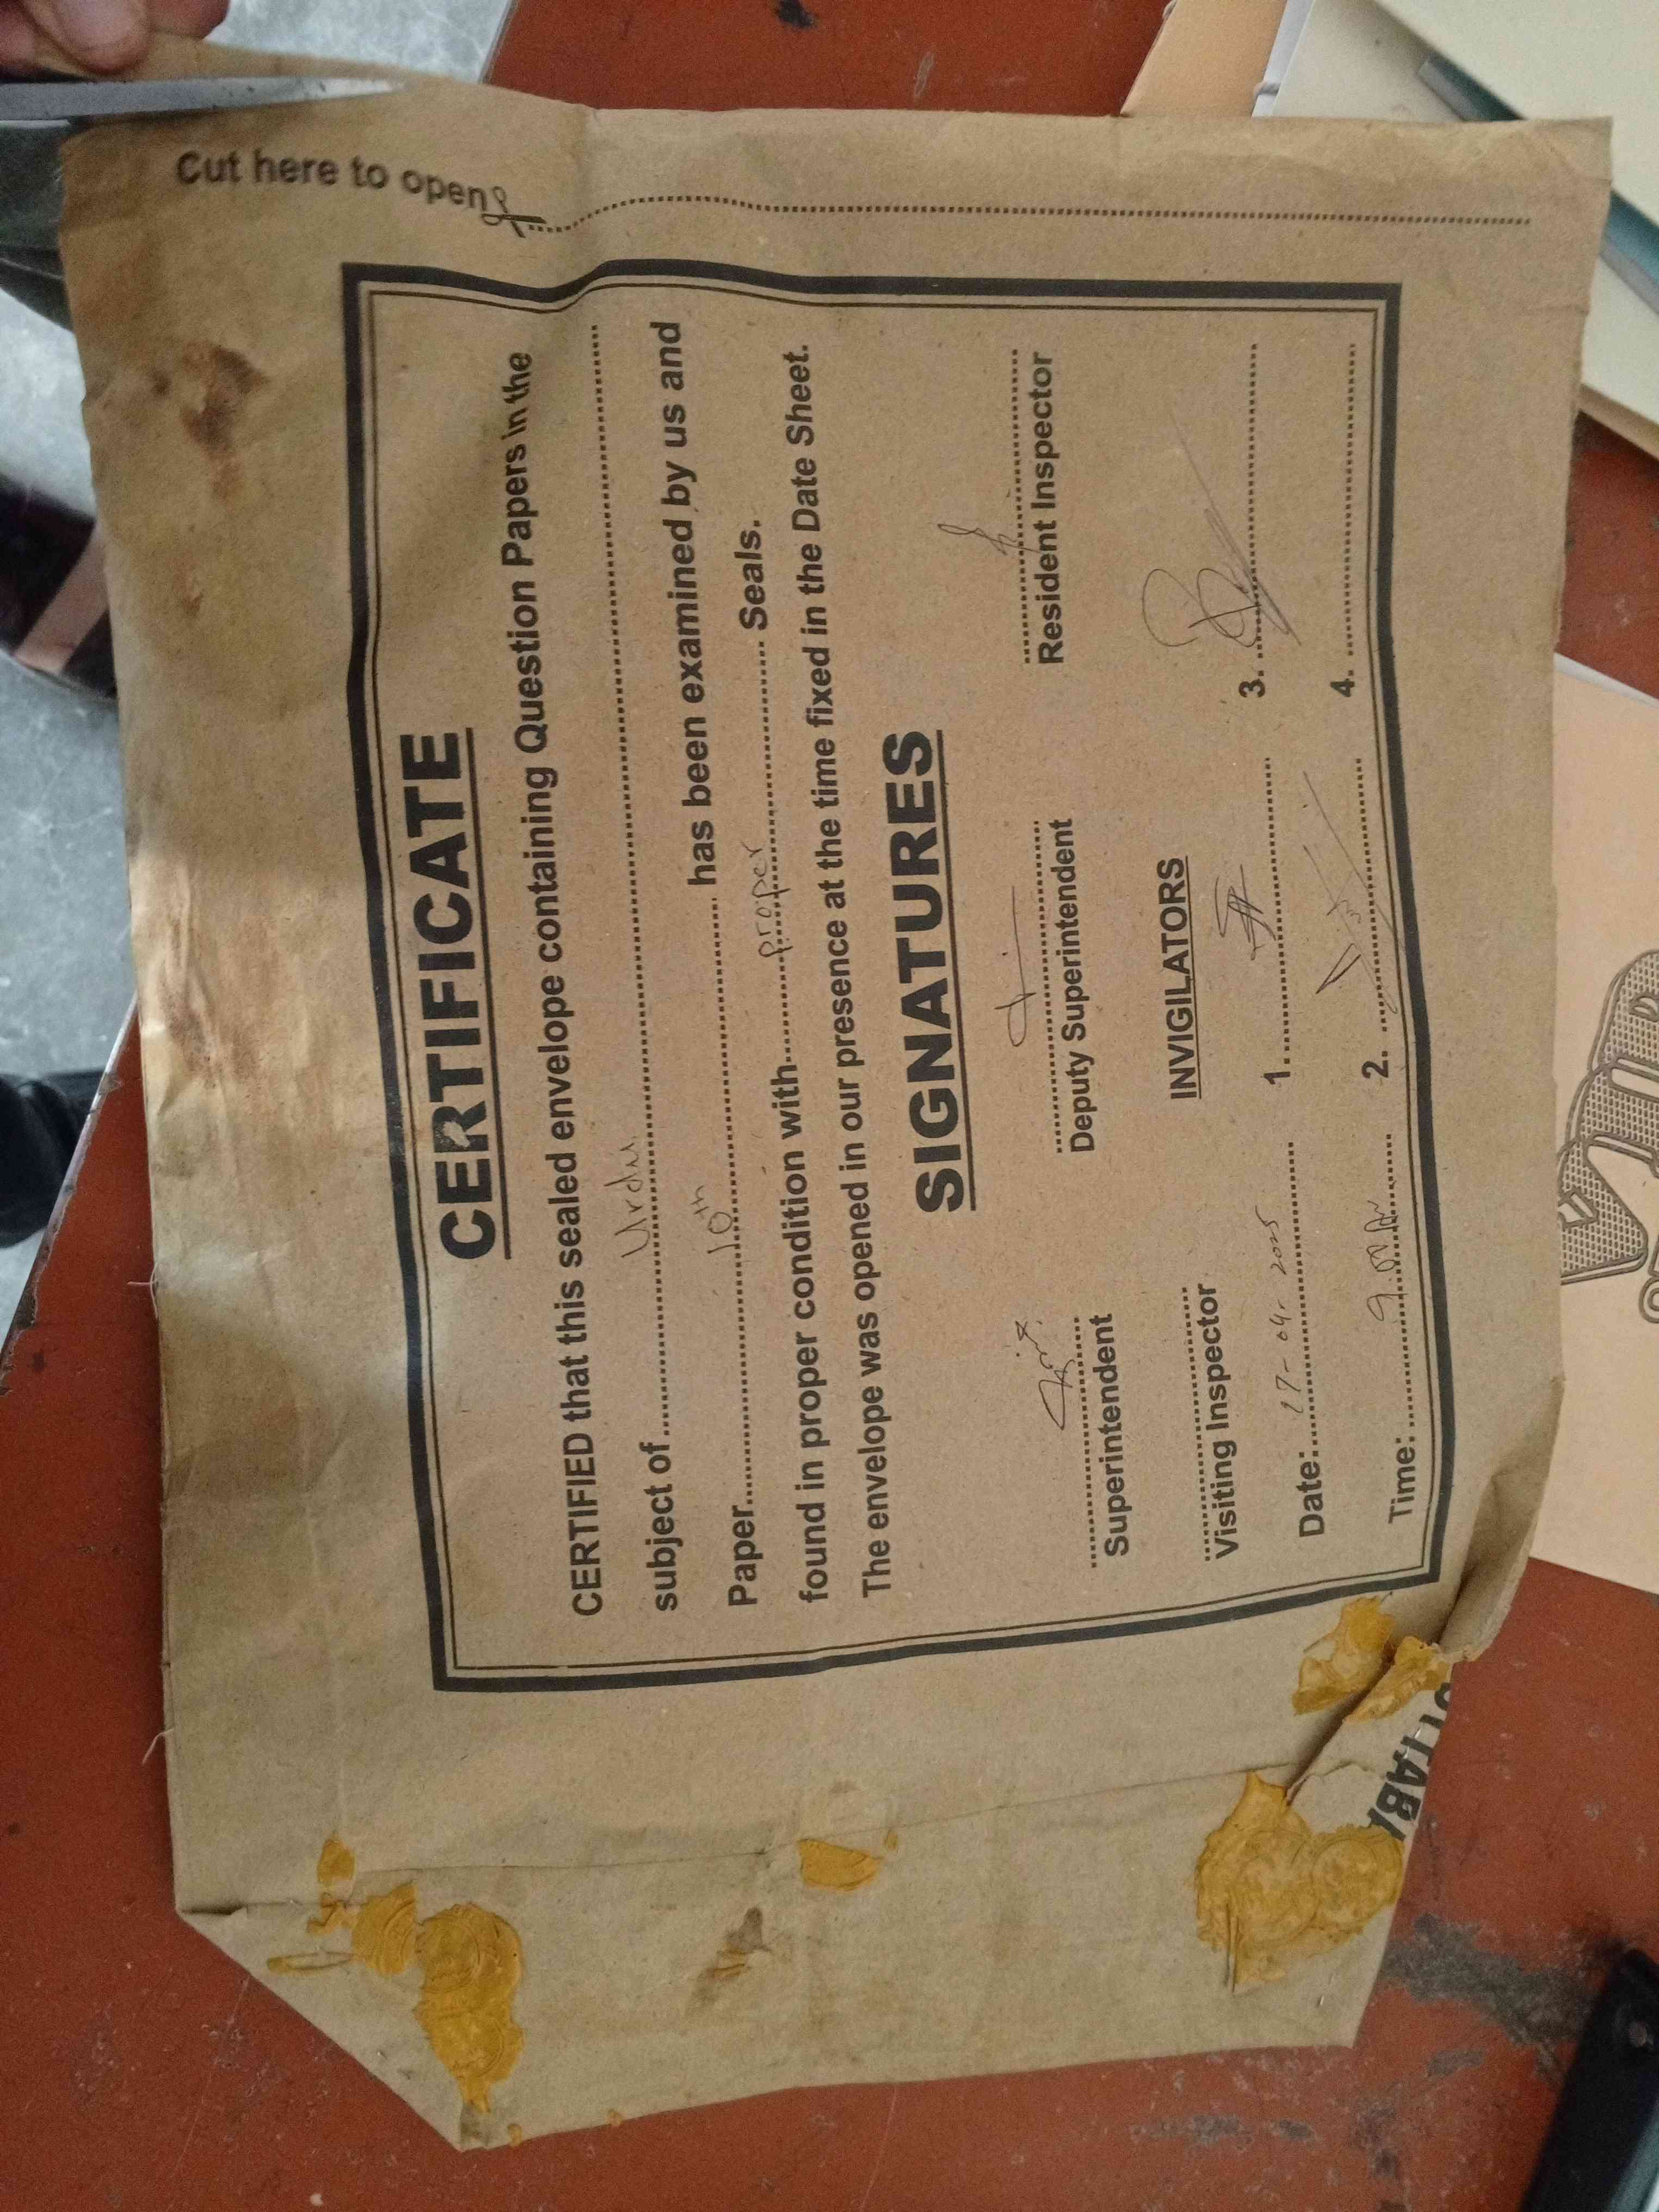 Cut here to open
CERTIFICATE
CERTIFIED that this sealed envelope containing Question Papers in the
subject of.......Urdu.......
Paper.......10th....... has been examined by us and
found in proper condition with.......proper....... Seals.
The envelope was opened in our presence at the time fixed in the Date Sheet.
SIGNATURES
Superintendent
Deputy Superintendent
Resident Inspector
Visiting Inspector
INVIGILATORS
1.
3.
Date: 17-04-2025
2.
4.
Time: 9.00
TTABA